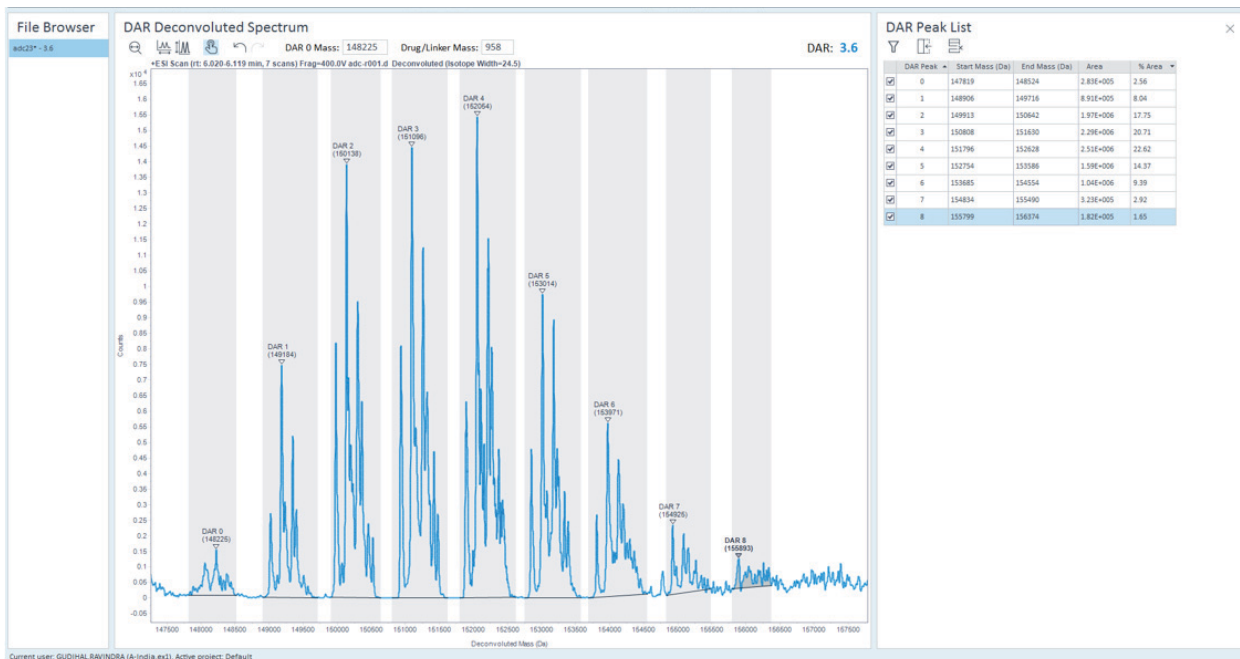 File Browser
adc23* - 3.6
DAR Deconvoluted Spectrum
DAR 0 Mass: 148225 Drug/Linker Mass: 958 DAR: 3.6
+ESI Scan (rt: 6.020-6.119 min, 7 scans) Frag=400.0V adc-r001.d Deconvoluted (Isotope Width=24.5)
x10⁴
1.65
1.6
1.55
1.5
1.45
1.4
1.35
1.3
1.25
1.2
1.15
1.1
1.05
1
0.95
0.9
0.85
0.8
0.75
0.7
0.65
0.6
0.55
0.5
0.45
0.4
0.35
0.3
0.25
0.2
0.15
0.1
0.05
0
-0.05
Counts
DAR 0
(148225)
DAR 1
(149184)
DAR 2
(150138)
DAR 3
(151096)
DAR 4
(152054)
DAR 5
(153014)
DAR 6
(153971)
DAR 7
(154925)
DAR 8
(155893)
147500 148000 148500 149000 149500 150000 150500 151000 151500 152000 152500 153000 153500 154000 154500 155000 155500 156000 156500 157000 157500
Deconvoluted Mass (Da)
DAR Peak List
DAR Peak Start Mass (Da) End Mass (Da) Area % Area
0 147819 148524 2.83E+005 2.56
1 148906 149716 8.91E+005 8.04
2 149913 150642 1.97E+006 17.75
3 150808 151630 2.29E+006 20.71
4 151796 152628 2.51E+006 22.62
5 152754 153586 1.59E+006 14.37
6 153685 154554 1.04E+006 9.39
7 154834 155490 3.23E+005 2.92
8 155799 156374 1.82E+005 1.65
Current user: GUDIHAL RAVINDRA (A-India.ex1) Active project: Default